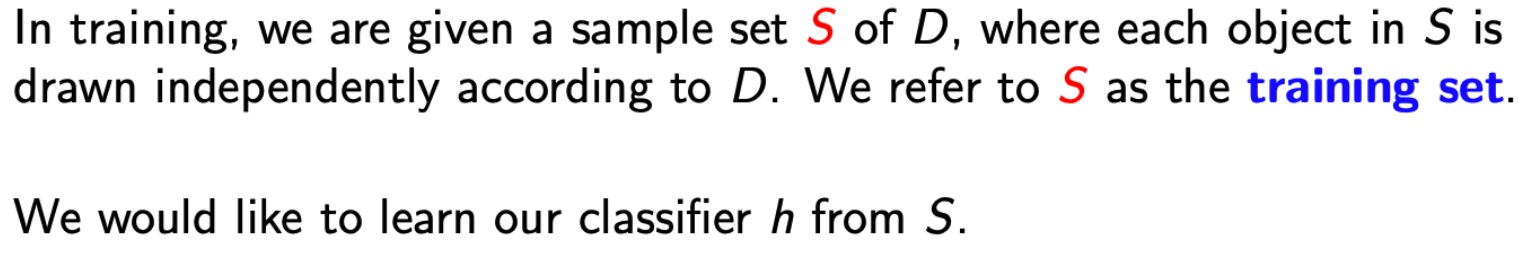 In training, we are given a sample set S of D, where each object in S is
drawn independently according to D. We refer to S as the training set.
We would like to learn our classifier h from S.